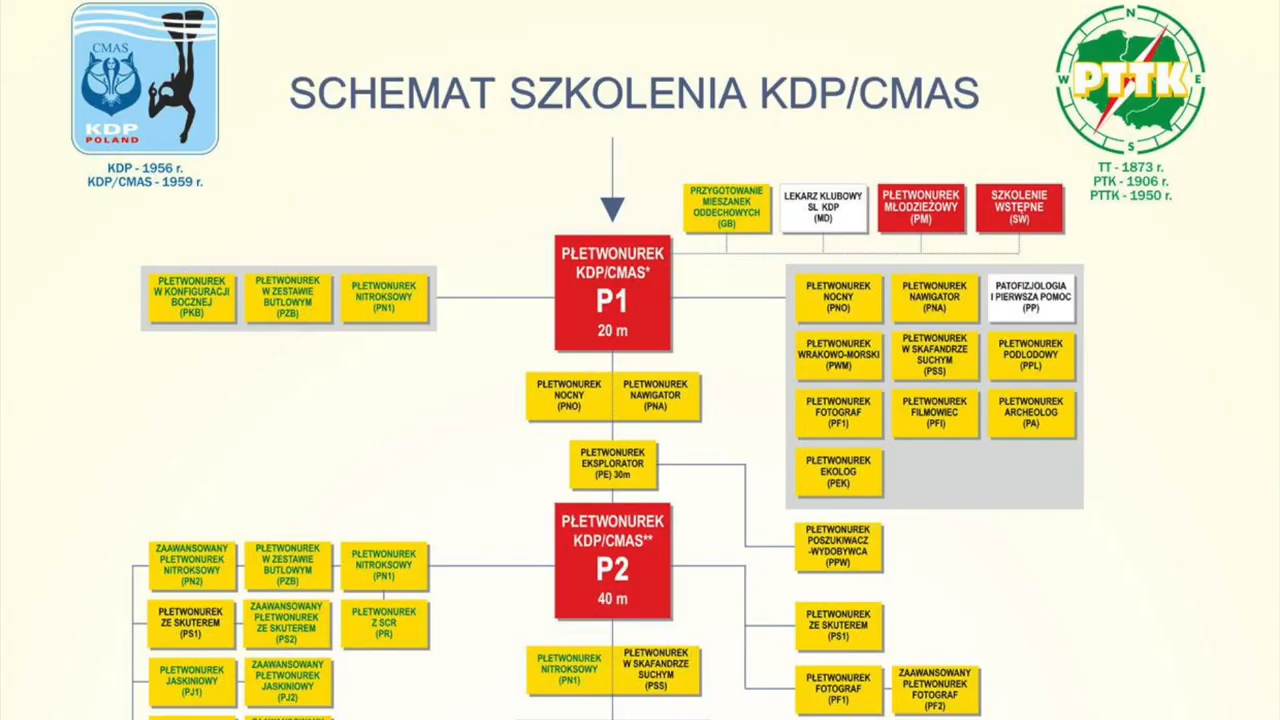 CMAS
KDP
POLAND
KDP - 1956 r.
KDP/CMAS - 1959 r.
SCHEMAT SZKOLENIA KDP/CMAS
N
W
E
S
PTTK
TT - 1873 r.
PTK - 1906 r.
PTTK - 1950 r.
PRZYGOTOWANIE
MIESZANEK
ODDECHOWYCH
(GB)
LEKARZ KLUBOWY
SL KDP
(MD)
PŁETWONUREK
MŁODZIEŻOWY
(PM)
SZKOLENIE
WSTĘPNE
(SW)
PŁETWONUREK
KDP/CMAS*
P1
20 m
PŁETWONUREK
W KONFIGURACJI
BOCZNEJ
(PKB)
PŁETWONUREK
W ZESTAWIE
BUTLOWYM
(PZB)
PŁETWONUREK
NITROKSOWY
(PN1)
PŁETWONUREK
NOCNY
(PNO)
PŁETWONUREK
NAWIGATOR
(PNA)
PATOFIZJOLOGIA
I PIERWSZA POMOC
(PP)
PŁETWONUREK
WRAKOWO-MORSKI
(PWM)
PŁETWONUREK
W SKAFANDRZE
SUCHYM
(PSS)
PŁETWONUREK
PODLODOWY
(PPL)
PŁETWONUREK
FOTOGRAF
(PF1)
PŁETWONUREK
FILMOWIEC
(PFI)
PŁETWONUREK
ARCHEOLOG
(PA)
PŁETWONUREK
EKOLOG
(PEK)
PŁETWONUREK
NOCNY
(PNO)
PŁETWONUREK
NAWIGATOR
(PNA)
PŁETWONUREK
EKSPLORATOR
(PE) 30m
PŁETWONUREK
POSZUKIWACZ
-WYDOBYWCA
(PPW)
PŁETWONUREK
KDP/CMAS**
P2
40 m
ZAAWANSOWANY
PŁETWONUREK
NITROKSOWY
(PN2)
PŁETWONUREK
W ZESTAWIE
BUTLOWYM
(PZB)
PŁETWONUREK
NITROKSOWY
(PN1)
PŁETWONUREK
ZE SKUTEREM
(PS1)
ZAAWANSOWANY
PŁETWONUREK
ZE SKUTEREM
(PS2)
PŁETWONUREK
Z SCR
(PR)
PŁETWONUREK
ZE SKUTEREM
(PS1)
PŁETWONUREK
JASKINIOWY
(PJ1)
ZAAWANSOWANY
PŁETWONUREK
JASKINIOWY
(PJ2)
PŁETWONUREK
NITROKSOWY
(PN1)
PŁETWONUREK
W SKAFANDRZE
SUCHYM
(PSS)
PŁETWONUREK
FOTOGRAF
(PF1)
ZAAWANSOWANY
PŁETWONUREK
FOTOGRAF
(PF2)